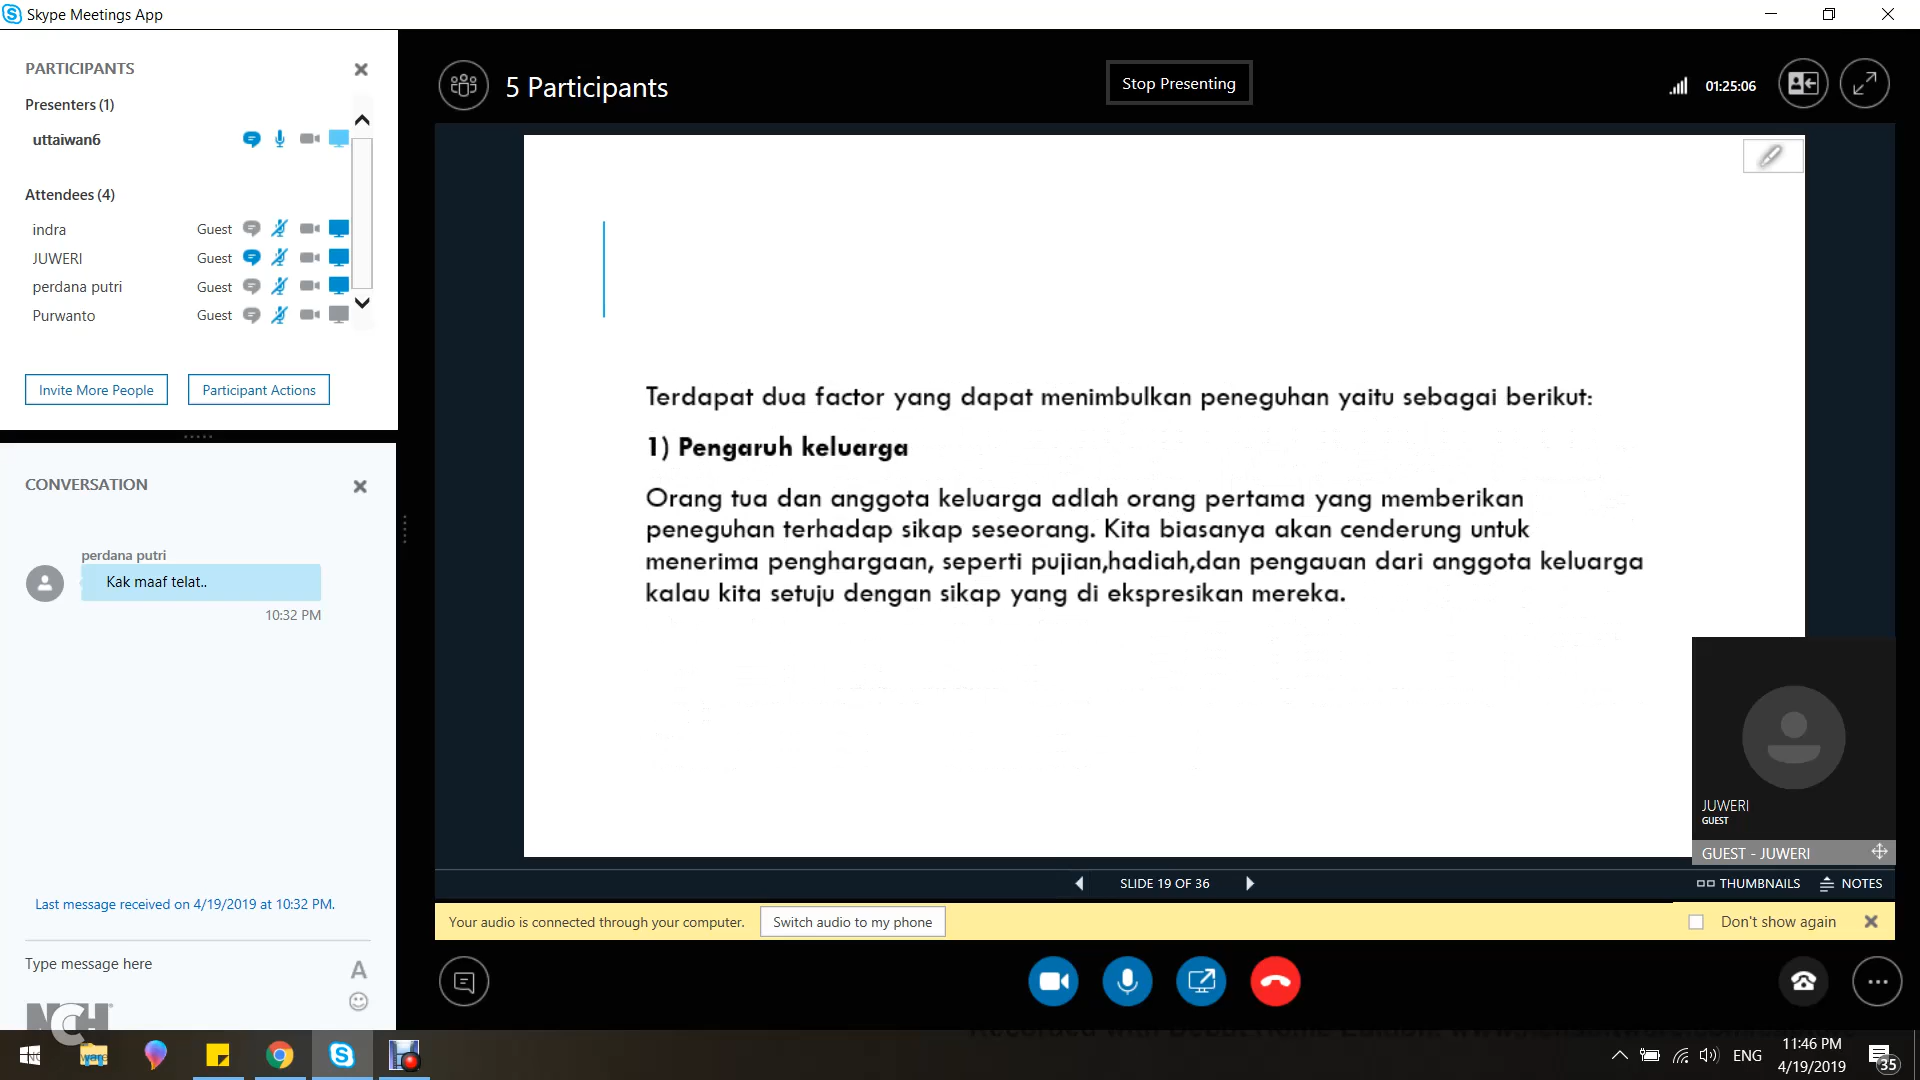 Skype Meetings App
PARTICIPANTS
Presenters (1)
uttaiwan6
Attendees (4)
indra Guest
JUWERI Guest
perdana putri Guest
Purwanto Guest
Invite More People Participant Actions
CONVERSATION
perdana putri
Kak maaf telat..
10:32 PM
Last message received on 4/19/2019 at 10:32 PM.
Type message here
A
NCH
5 Participants
Stop Presenting
01:25:06
Terdapat dua factor yang dapat menimbulkan peneguhan yaitu sebagai berikut:
1) Pengaruh keluarga
Orang tua dan anggota keluarga adlah orang pertama yang memberikan
peneguhan terhadap sikap seseorang. Kita biasanya akan cenderung untuk
menerima penghargaan, seperti pujian,hadiah,dan pengauan dari anggota keluarga
kalau kita setuju dengan sikap yang di ekspresikan mereka.
JUWERI
GUEST
GUEST - JUWERI
SLIDE 19 OF 36
THUMBNAILS NOTES
Your audio is connected through your computer. Switch audio to my phone
Don't show again
ENG
11:46 PM
4/19/2019
35